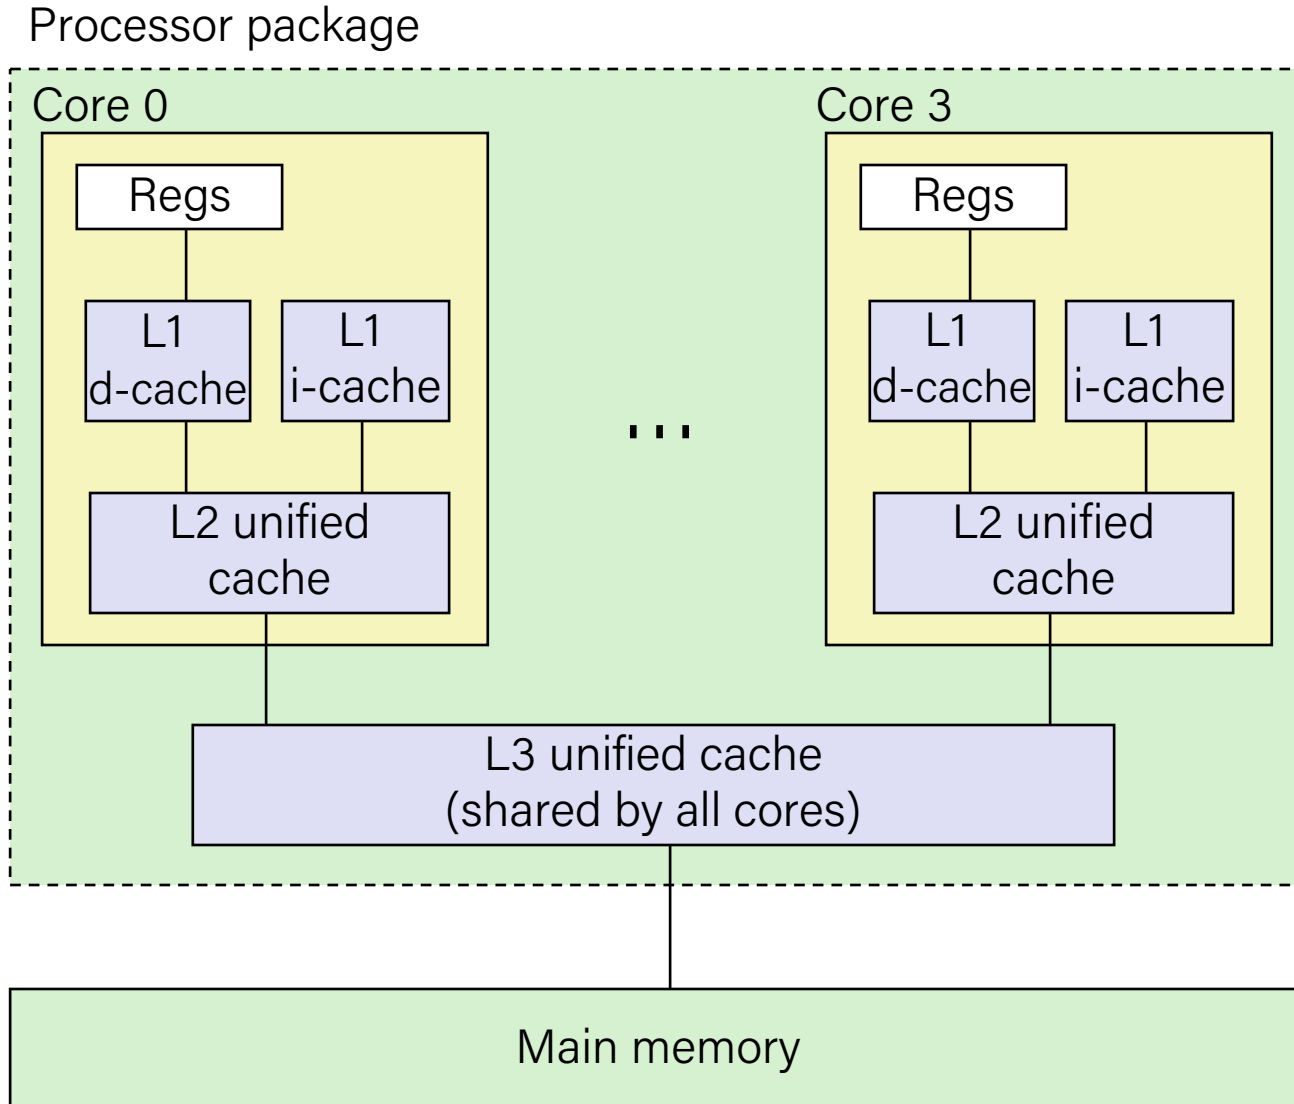 Processor package
Core 0
Core 3
Regs
Regs
L1
d-cache
L1
i-cache
L1
d-cache
L1
i-cache
...
L2 unified
cache
L2 unified
cache
L3 unified cache
(shared by all cores)
Main memory